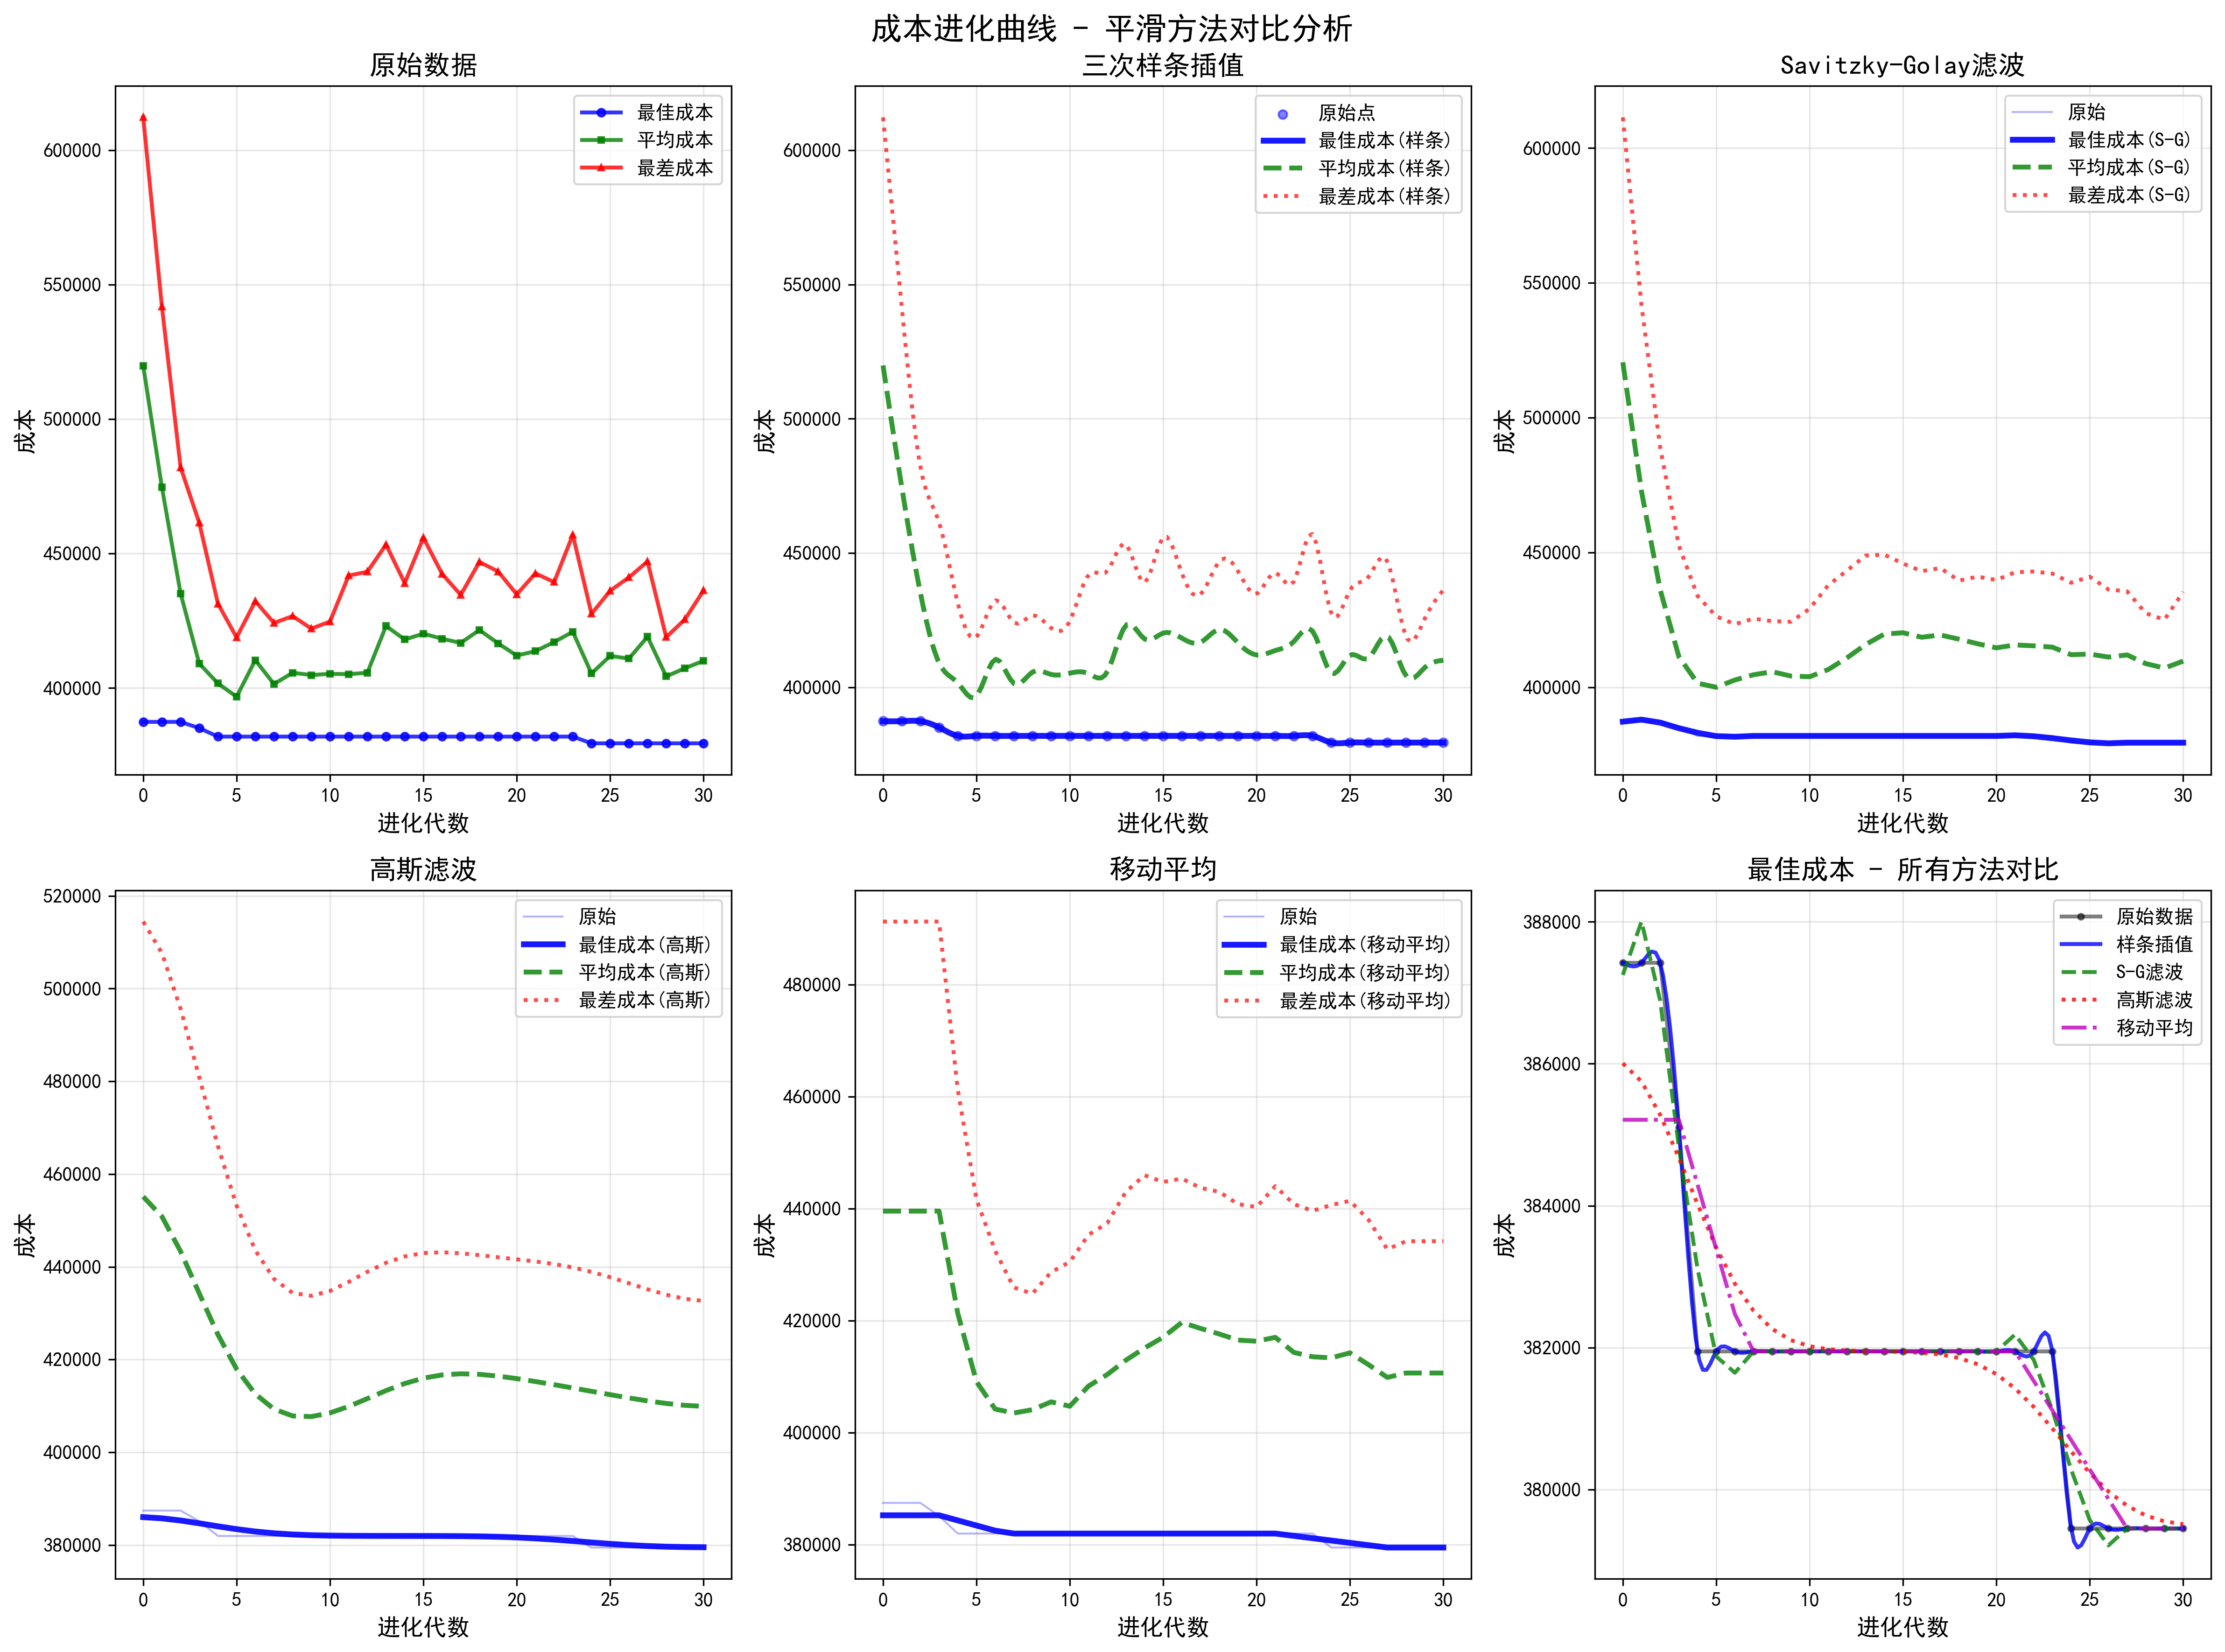 成本进化曲线 - 平滑方法对比分析
原始数据
成本
600000
550000
500000
450000
400000
0 5 10 15 20 25 30
进化代数
最佳成本
平均成本
最差成本
三次样条插值
成本
600000
550000
500000
450000
400000
0 5 10 15 20 25 30
进化代数
原始点
最佳成本(样条)
平均成本(样条)
最差成本(样条)
Savitzky-Golay滤波
成本
600000
550000
500000
450000
400000
0 5 10 15 20 25 30
进化代数
原始
最佳成本(S-G)
平均成本(S-G)
最差成本(S-G)
高斯滤波
成本
520000
500000
480000
460000
440000
420000
400000
380000
0 5 10 15 20 25 30
进化代数
原始
最佳成本(高斯)
平均成本(高斯)
最差成本(高斯)
移动平均
成本
480000
460000
440000
420000
400000
380000
0 5 10 15 20 25 30
进化代数
原始
最佳成本(移动平均)
平均成本(移动平均)
最差成本(移动平均)
最佳成本 - 所有方法对比
成本
388000
386000
384000
382000
380000
0 5 10 15 20 25 30
进化代数
原始数据
样条插值
S-G滤波
高斯滤波
移动平均